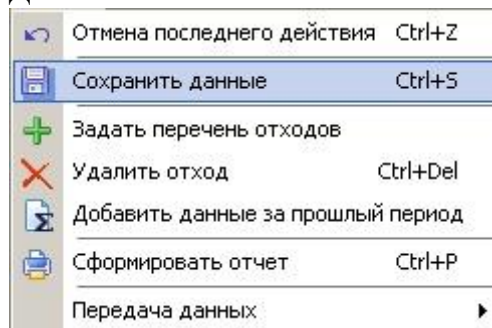 Отмена последнего действия Ctrl+Z
Сохранить данные Ctrl+S
Задать перечень отходов
Удалить отход Ctrl+Del
Добавить данные за прошлый период
Сформировать отчет Ctrl+P
Передача данных